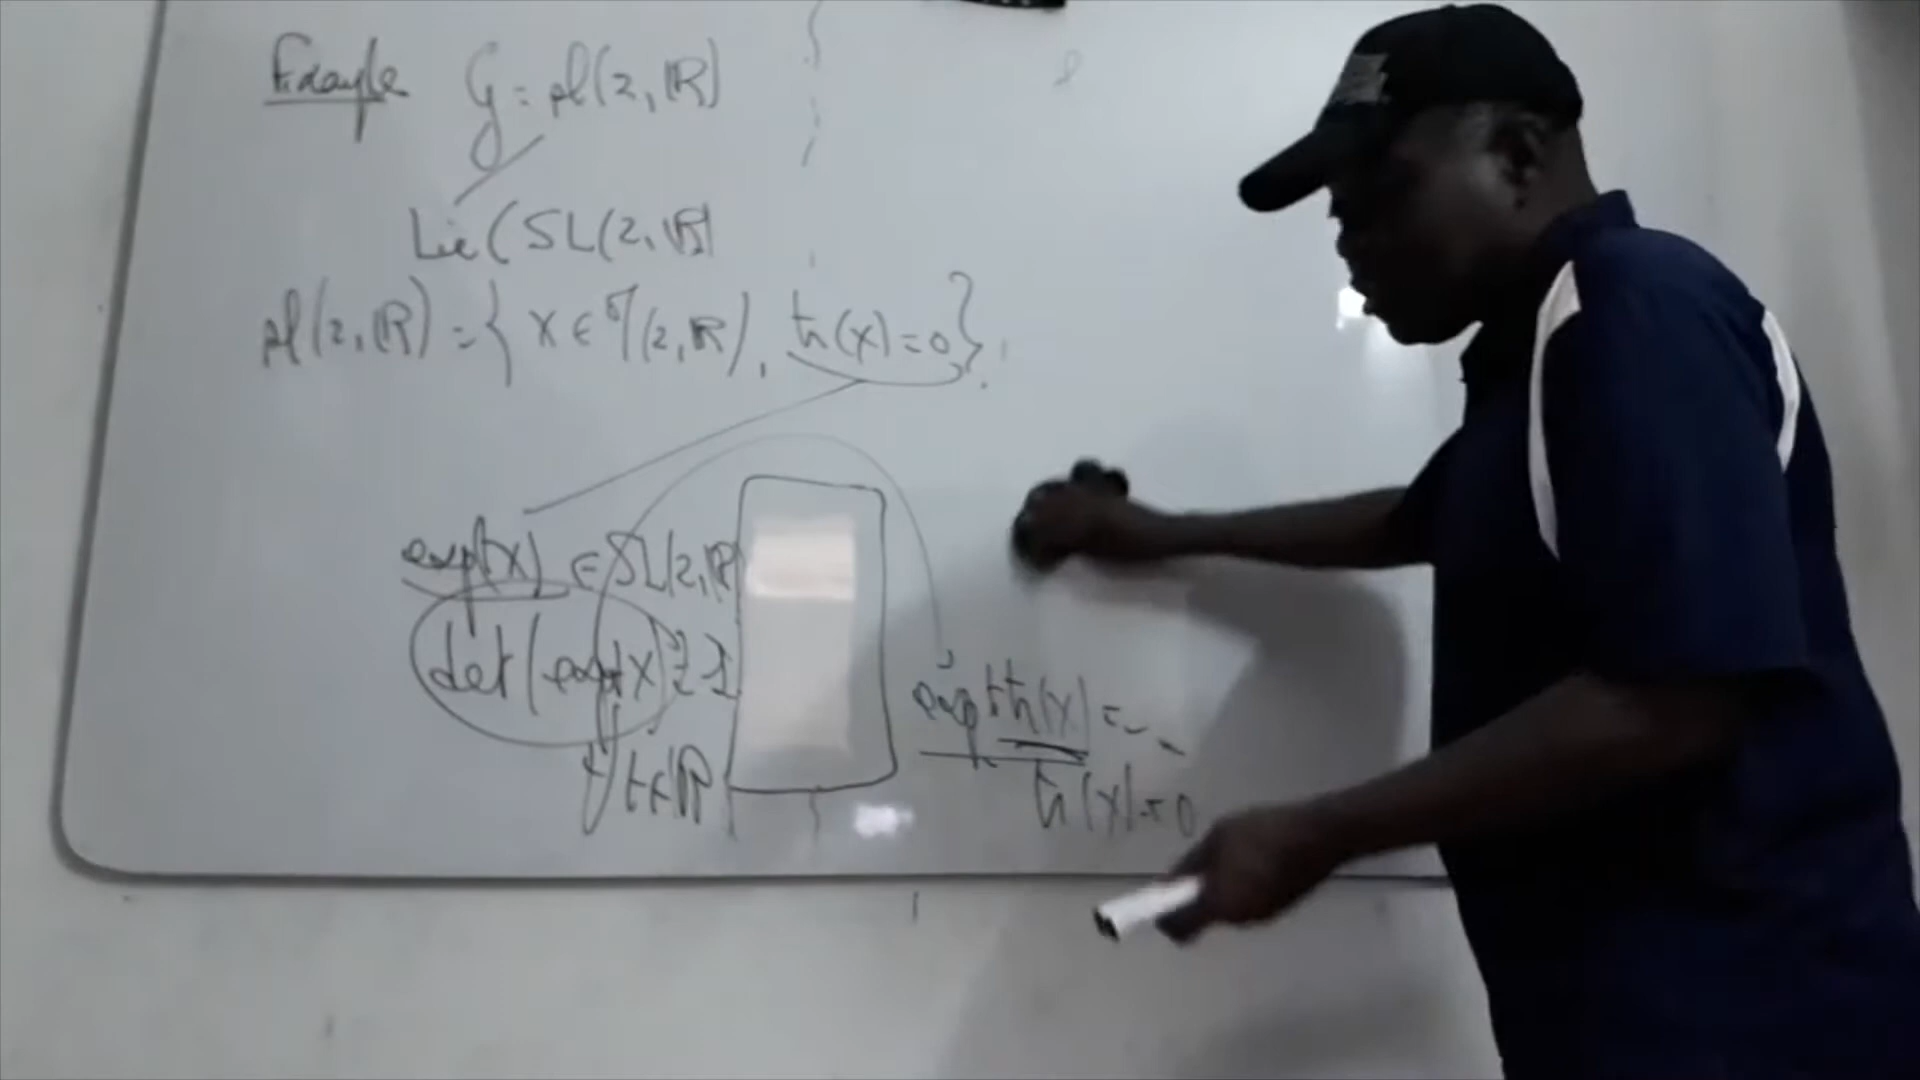 Example G = sl(2, ℝ)
Lie(SL(2, ℝ)
sl(2, ℝ) = { X ∈ gl(2, ℝ), tr(X) = 0}.
exp(X) ∈ SL(2, ℝ
det(exp tX) = 1
∀ t ∈ ℝ
exp t tr(X) = --
tr(X) = 0